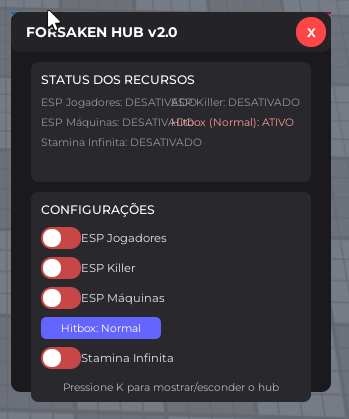 FORSAKEN HUB v2.0
X
STATUS DOS RECURSOS
ESP Jogadores: DESATIVADO
ESP Killer: DESATIVADO
ESP Máquinas: DESATIVADO
Hitbox (Normal): ATIVO
Stamina Infinita: DESATIVADO
CONFIGURAÇÕES
ESP Jogadores
ESP Killer
ESP Máquinas
Hitbox: Normal
Stamina Infinita
Pressione K para mostrar/esconder o hub